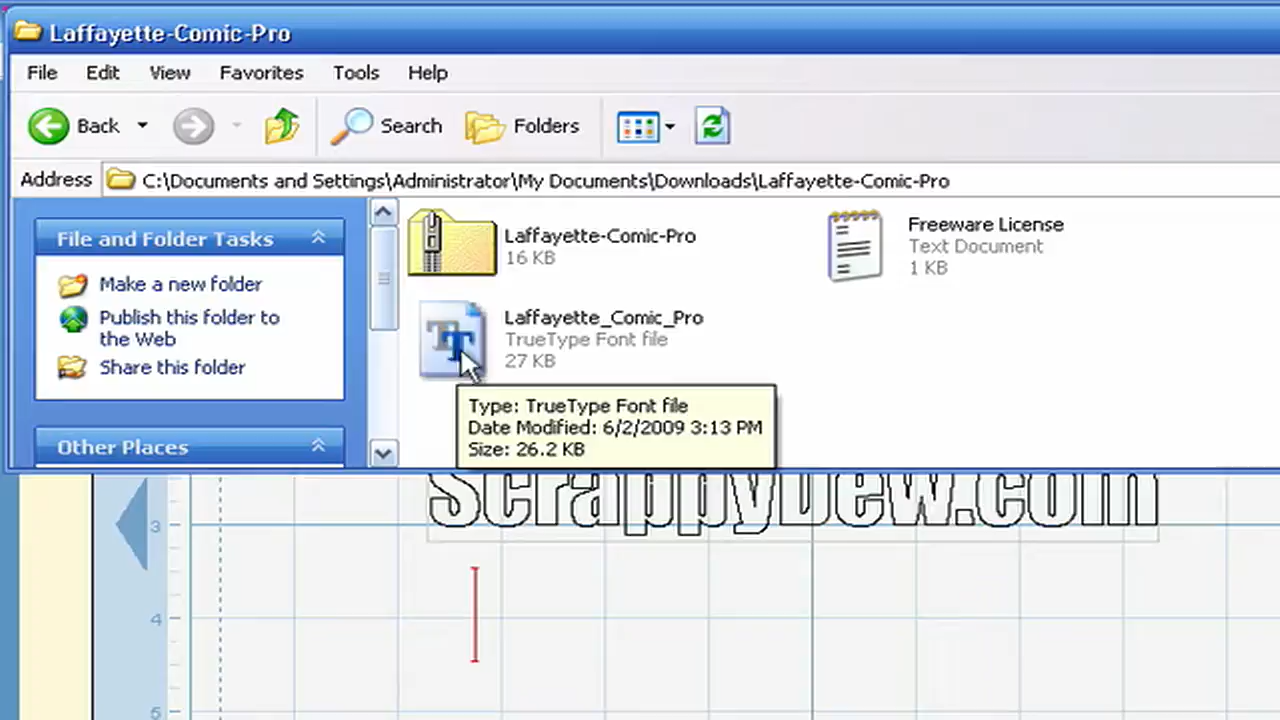 Laffayette-Comic-Pro
File Edit View Favorites Tools Help
Back Search Folders
Address C:\Documents and Settings\Administrator\My Documents\Downloads\Laffayette-Comic-Pro
File and Folder Tasks
Make a new folder
Publish this folder to
the Web
Share this folder
Other Places
Laffayette-Comic-Pro
16 KB
Freeware License
Text Document
1 KB
Laffayette_Comic_Pro
TrueType Font file
27 KB
Type: TrueType Font file
Date Modified: 6/2/2009 3:13 PM
Size: 26.2 KB
ScrappyDew.com
3
4
5